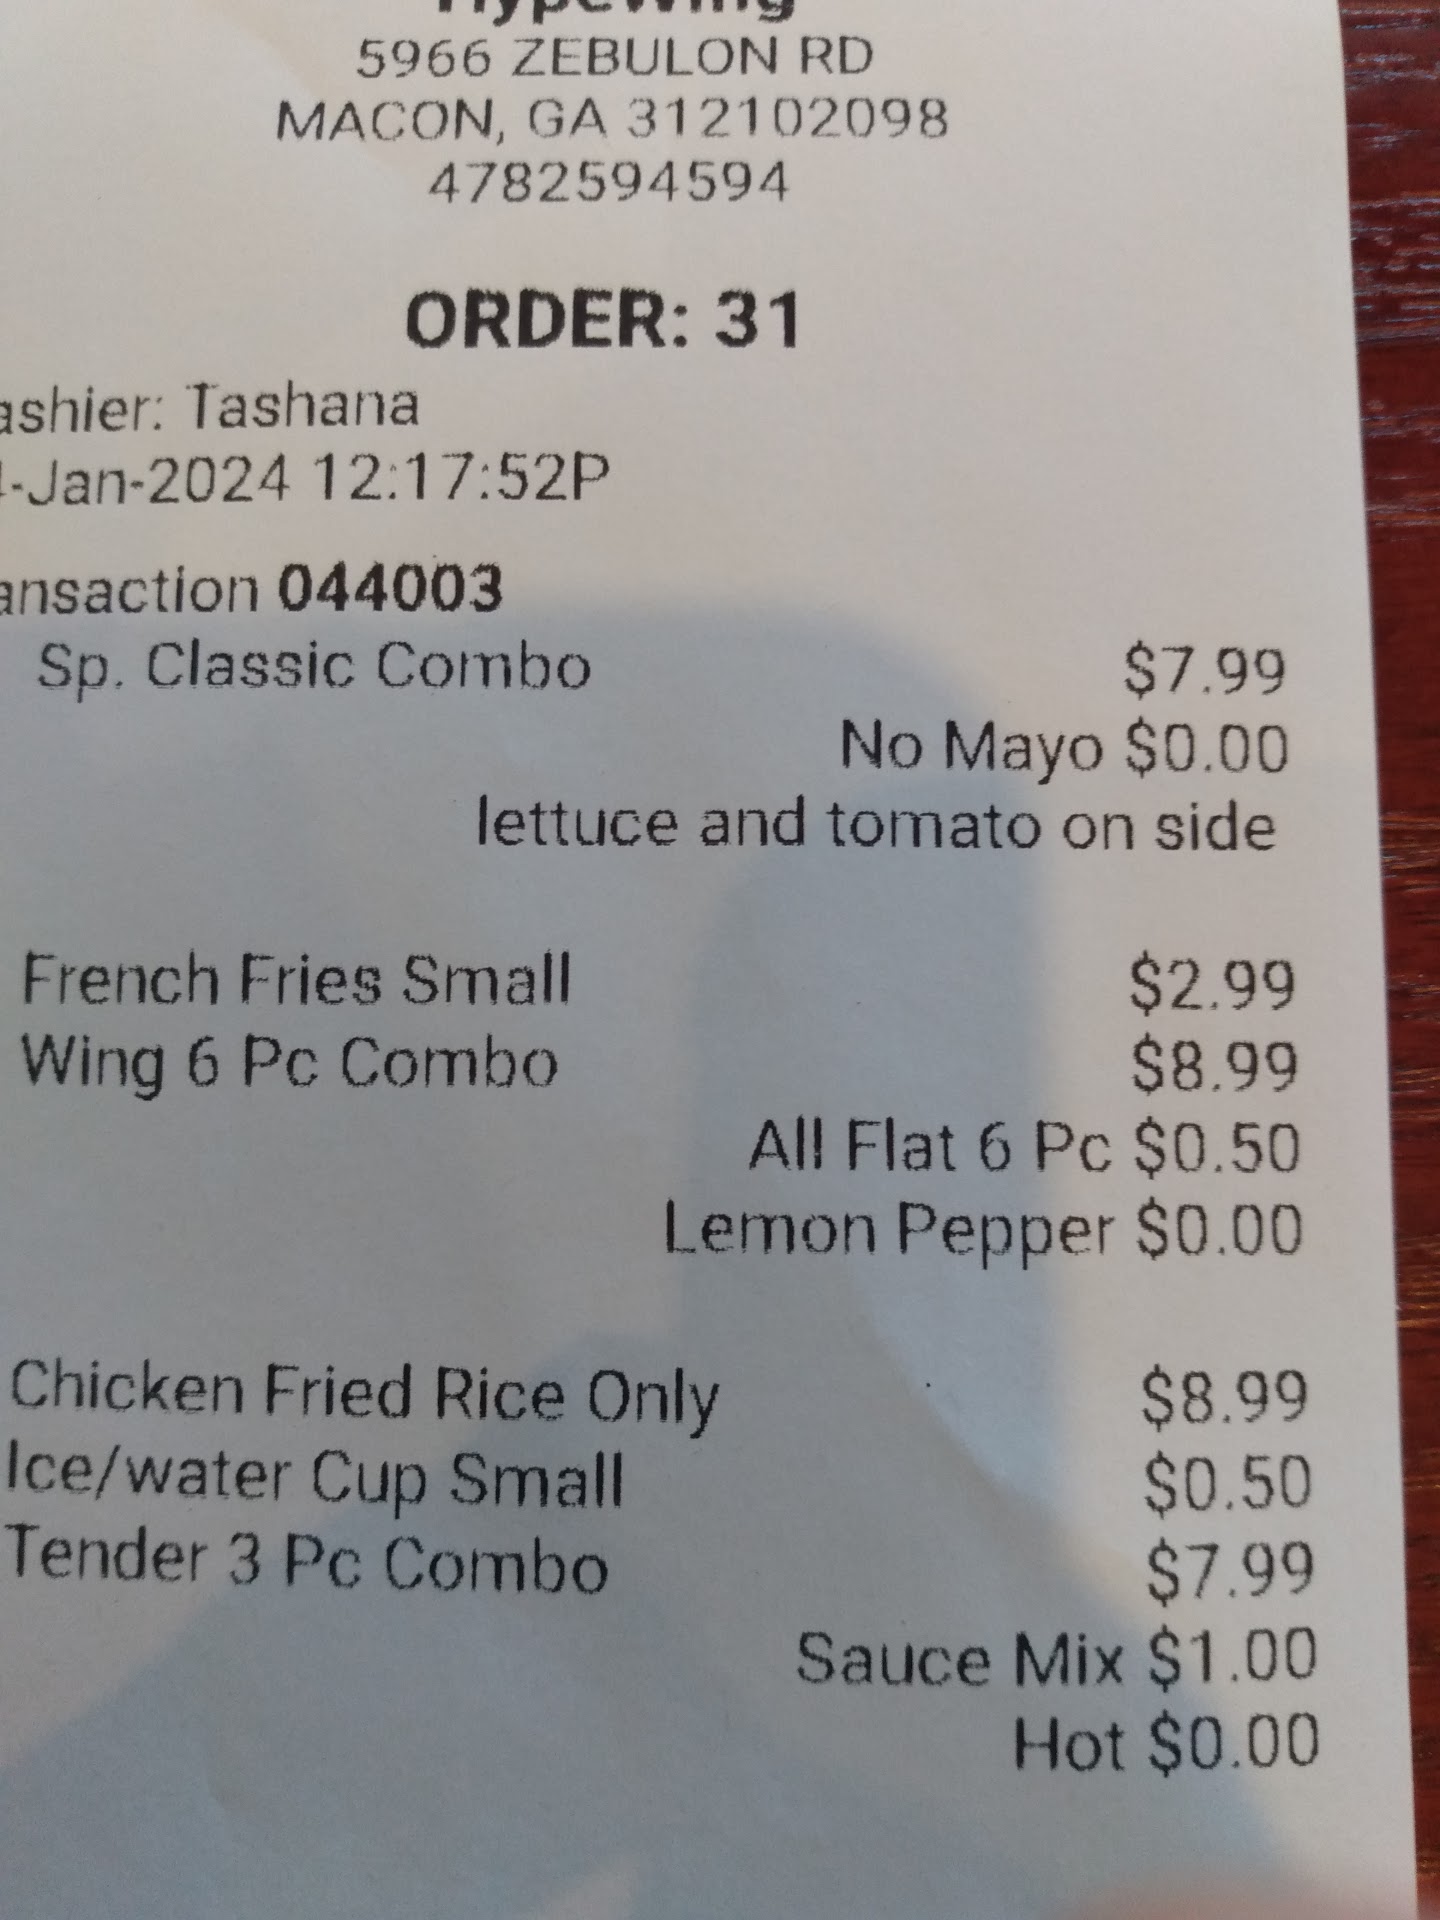 HypeWing
5966 ZEBULON RD
MACON, GA 312102098
4782594594
ORDER: 31
ashier: Tashana
4-Jan-2024 12:17:52P
ansaction 044003
Sp. Classic Combo $7.99
No Mayo $0.00
lettuce and tomato on side
French Fries Small $2.99
Wing 6 Pc Combo $8.99
All Flat 6 Pc $0.50
Lemon Pepper $0.00
Chicken Fried Rice Only $8.99
Ice/water Cup Small $0.50
Tender 3 Pc Combo $7.99
Sauce Mix $1.00
Hot $0.00